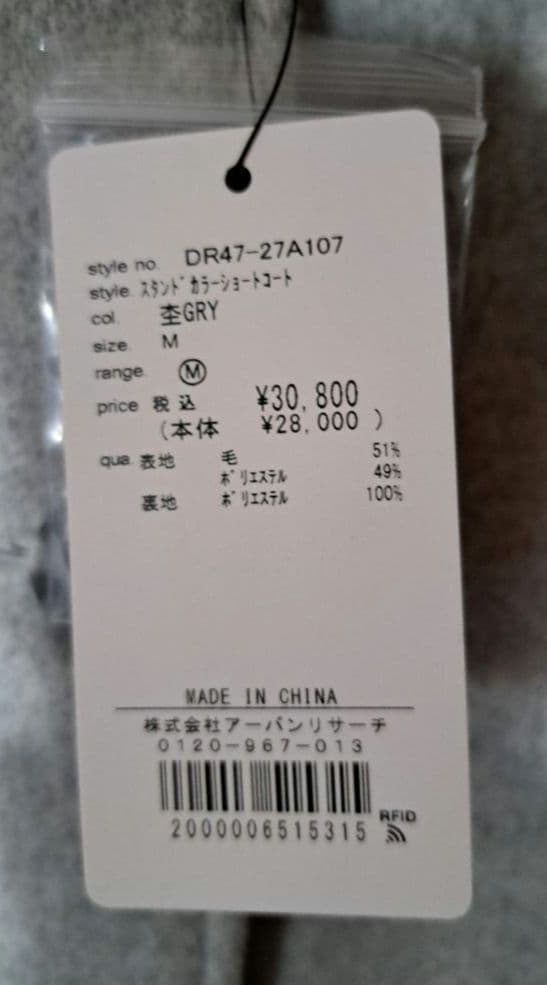 style no. DR47-27A107
style. ｽﾀﾝﾄﾞｶﾗｰｼｮｰﾄｺｰﾄ
col. 杢GRY
size. M
range. Ⓜ
price 税込 ¥30,800
(本体 ¥28,000 )
qua. 表地 毛 51%
ﾎﾟﾘｴｽﾃﾙ 49%
裏地 ﾎﾟﾘｴｽﾃﾙ 100%
MADE IN CHINA
株式会社アーバンリサーチ
0120-967-013
RFID
2000006515315